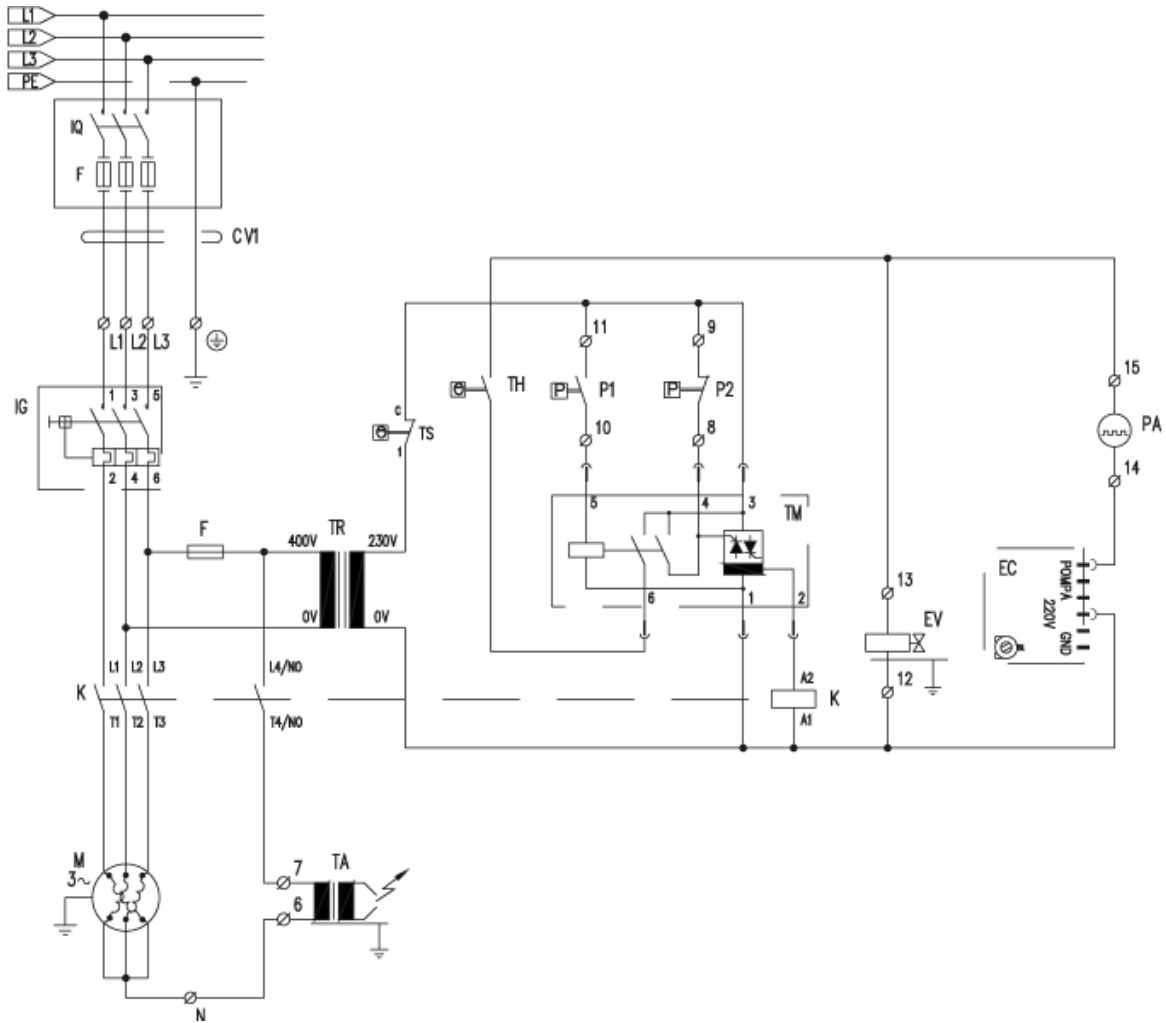 L1
L2
L3
PE
IQ
F
CV1
L1 L2 L3
1 3 5
IG
2 4 6
F
TR
400V 230V
0V 0V
C
TS
1
TH
11
P P1
10
9
P P2
8
5 4 3
TM
6 1 2
A2
K
A1
13
EV
12
15
PA
14
EC
POMPA
220V
GND
L1 L2 L3 L4/NO
K
T1 T2 T3 T4/NO
M
3~
7
TA
6
N